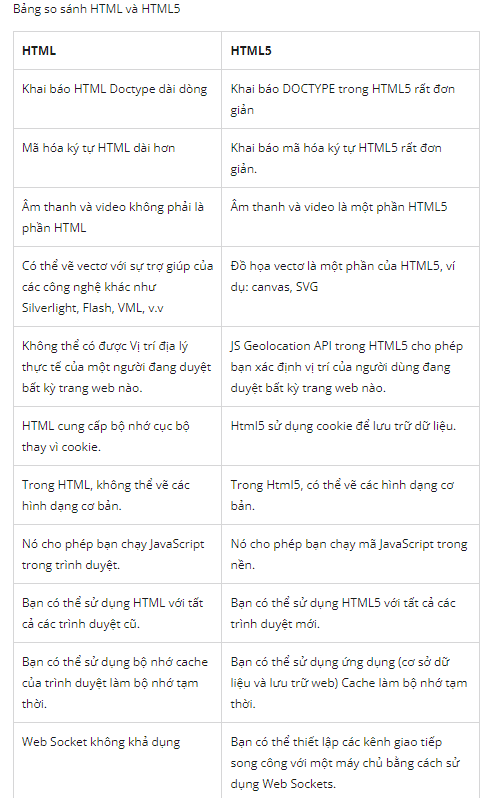 Bảng so sánh HTML và HTML5
HTML
HTML5
Khai báo HTML Doctype dài dòng
Khai báo DOCTYPE trong HTML5 rất đơn
giản
Mã hóa ký tự HTML dài hơn
Khai báo mã hóa ký tự HTML5 rất đơn
giản.
Âm thanh và video không phải là
phần HTML
Âm thanh và video là một phần HTML5
Có thể vẽ vectơ với sự trợ giúp của
các công nghệ khác như
Silverlight, Flash, VML, v.v
Đồ họa vectơ là một phần của HTML5, ví
dụ: canvas, SVG
Không thể có được Vị trí địa lý
thực tế của một người đang duyệt
bất kỳ trang web nào.
JS Geolocation API trong HTML5 cho phép
bạn xác định vị trí của người dùng đang
duyệt bất kỳ trang web nào.
HTML cung cấp bộ nhớ cục bộ
thay vì cookie.
Html5 sử dụng cookie để lưu trữ dữ liệu.
Trong HTML, không thể vẽ các
hình dạng cơ bản.
Trong Html5, có thể vẽ các hình dạng cơ
bản.
Nó cho phép bạn chạy JavaScript
trong trình duyệt.
Nó cho phép bạn chạy mã JavaScript trong
nền.
Bạn có thể sử dụng HTML với tất
cả các trình duyệt cũ.
Bạn có thể sử dụng HTML5 với tất cả các
trình duyệt mới.
Bạn có thể sử dụng bộ nhớ cache
của trình duyệt làm bộ nhớ tạm
thời.
Bạn có thể sử dụng ứng dụng (cơ sở dữ
liệu và lưu trữ web) Cache làm bộ nhớ tạm
thời.
Web Socket không khả dụng
Bạn có thể thiết lập các kênh giao tiếp
song công với một máy chủ bằng cách sử
dụng Web Sockets.